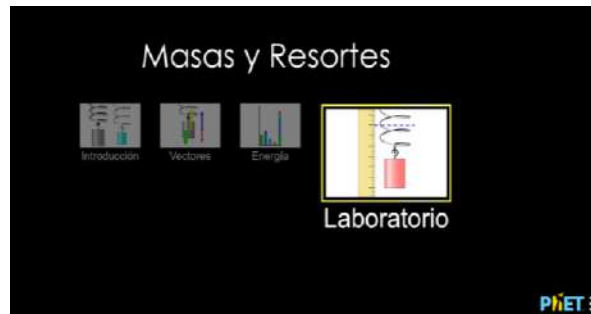 Masas y Resortes
Introducción
Vectores
Energía
Laboratorio
PhET